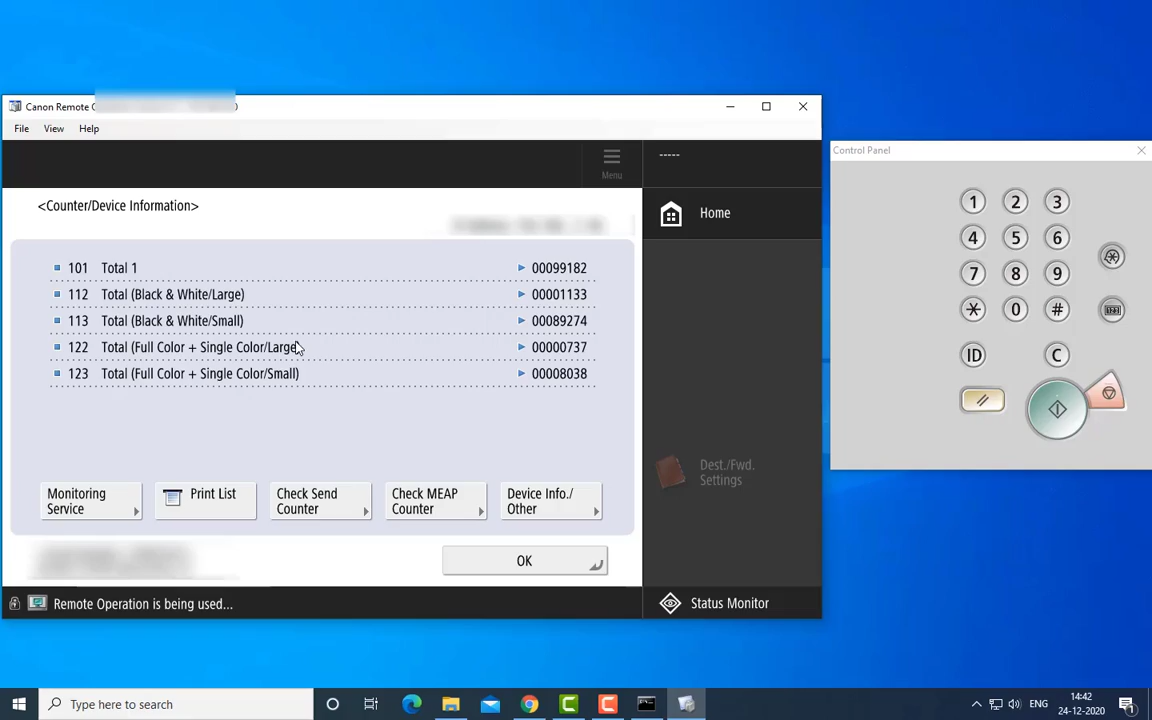 Canon Remote
File View Help
Menu
-----
<Counter/Device Information>
Home
101 Total 1 00099182
112 Total (Black & White/Large) 00001133
113 Total (Black & White/Small) 00089274
122 Total (Full Color + Single Color/Large 00000737
123 Total (Full Color + Single Color/Small) 00008038
Dest./Fwd.
Settings
Monitoring
Service
Print List
Check Send
Counter
Check MEAP
Counter
Device Info./
Other
OK
Remote Operation is being used...
Status Monitor
Control Panel
1 2 3
4 5 6
7 8 9
0 #
ID C
123
Type here to search
ENG
14:42
24-12-2020
1